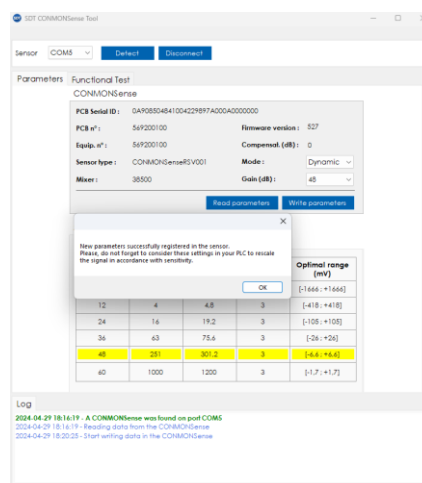 SDT CONMONSense Tool
Sensor COM5 Detect Disconnect
Parameters Functional Test
CONMONSense
PCB Serial ID : 0A9085048410042298 97A000A0000000
PCB n° : 569200100 Firmware version : 527
Equip. n° : 569200100 Compensat. (dB) : 0
Sensor type : CONMONSenseRSV001 Mode : Dynamic
Mixer : 38500 Gain (dB) : 48
Read parameters Write parameters
New parameters successfully registered in the sensor.
Please, do not forget to consider these settings in your PLC to rescale
the signal in accordance with sensitivity.
OK
Optimal range
(mV)
[-1666 ; +1666]
12 4 4,8 3 [-418 ; +418]
24 16 19,2 3 [-105 ; +105]
36 63 75,6 3 [-26 ; +26]
48 251 301,2 3 [-6,6 ; +6,6]
60 1000 1200 3 [-1,7 ; +1,7]
Log
2024-04-29 18:16:19 - A CONMONSense was found on port COM5
2024-04-29 18:16:19 - Reading data from the CONMONSense
2024-04-29 18:20:25 - Start writing data in the CONMONSense